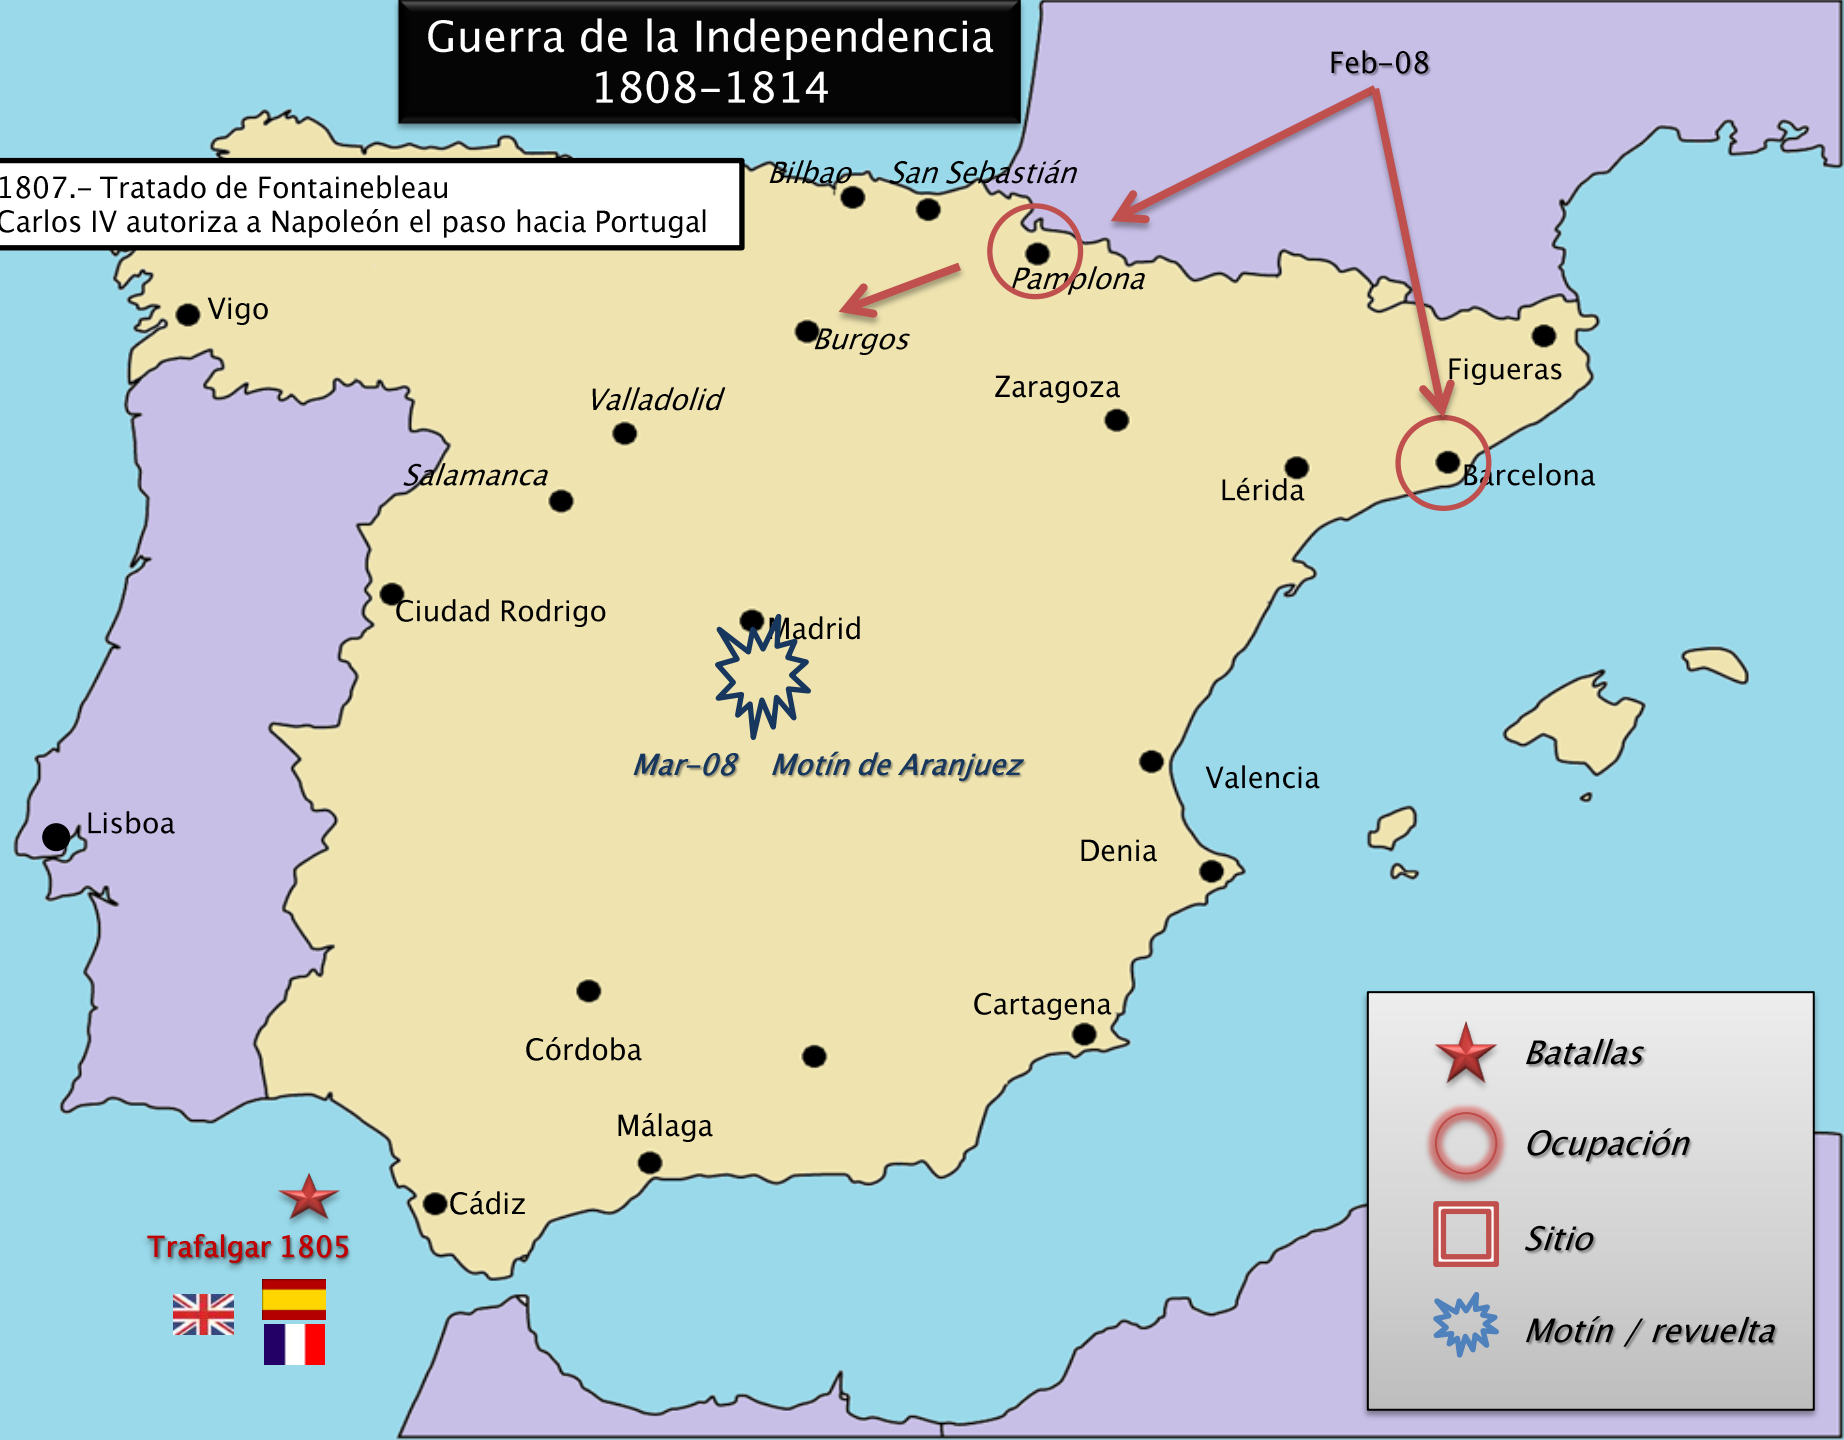 Guerra de la Independencia
1808-1814
Feb-08
1807.- Tratado de Fontainebleau
Carlos IV autoriza a Napoleón el paso hacia Portugal
Bilbao
San Sebastián
Pamplona
Vigo
Burgos
Figueras
Zaragoza
Valladolid
Salamanca
Lérida
Barcelona
Ciudad Rodrigo
Madrid
Mar-08 Motín de Aranjuez
Valencia
Lisboa
Denia
Cartagena
Córdoba
Málaga
Cádiz
Trafalgar 1805
Batallas
Ocupación
Sitio
Motín / revuelta